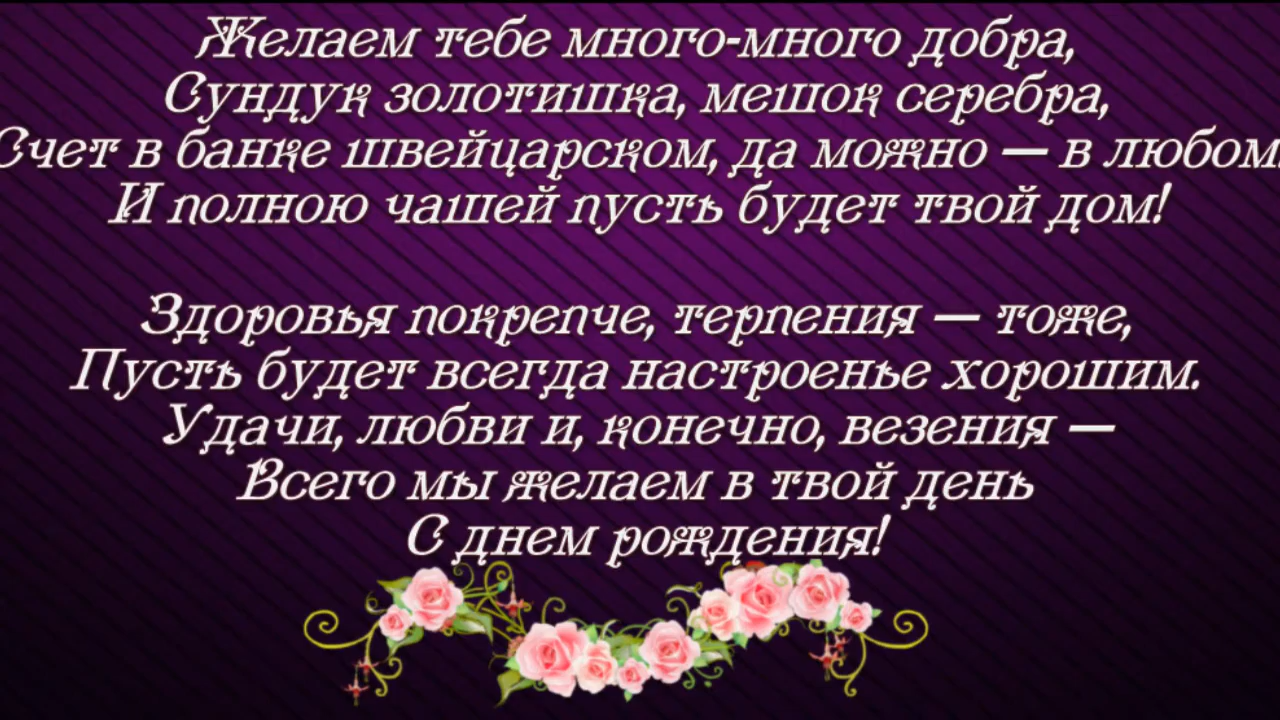 Желаем тебе много-много добра,
Сундук золотишка, мешок серебра,
Счет в банке швейцарском, да можно — в любом.
И полною чашей пусть будет твой дом!
Здоровья покрепче, терпения — тоже,
Пусть будет всегда настроенье хорошим.
Удачи, любви и, конечно, везения —
Всего мы желаем в твой день
С днем рождения!